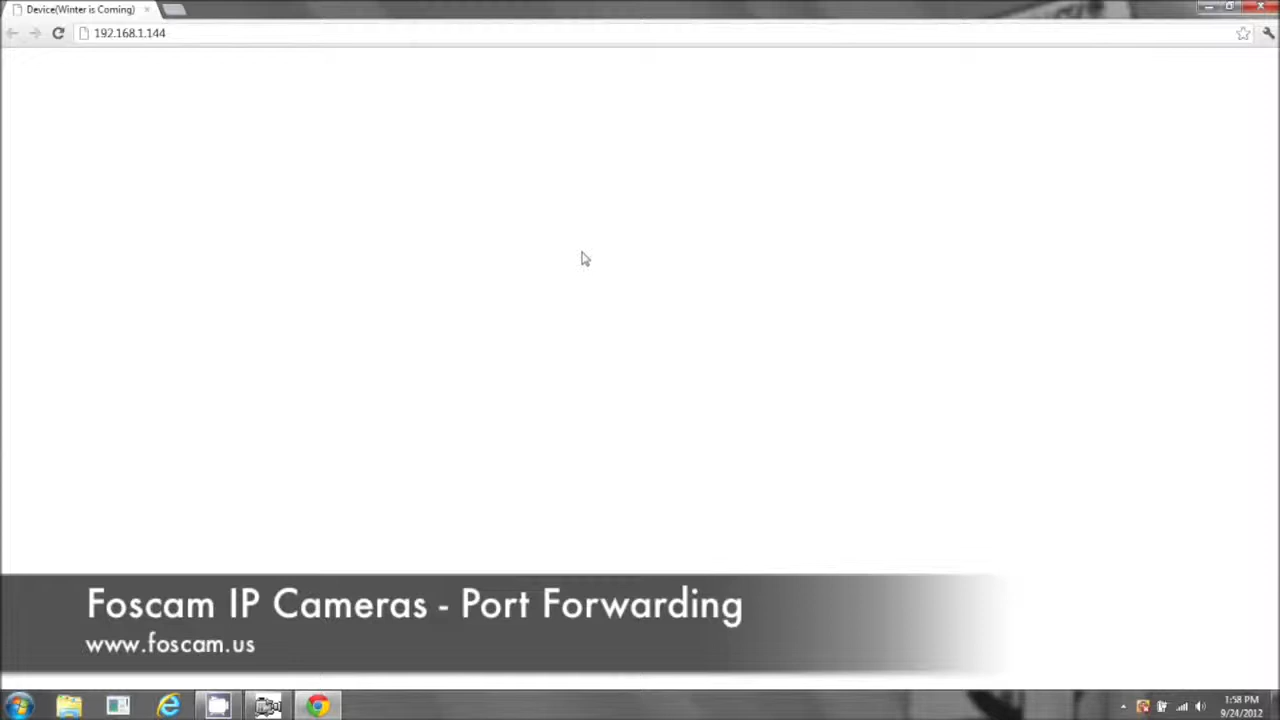 Device(Winter is Coming)
192.168.1.144
Foscam IP Cameras - Port Forwarding
www.foscam.us
1:58 PM
9/24/2012